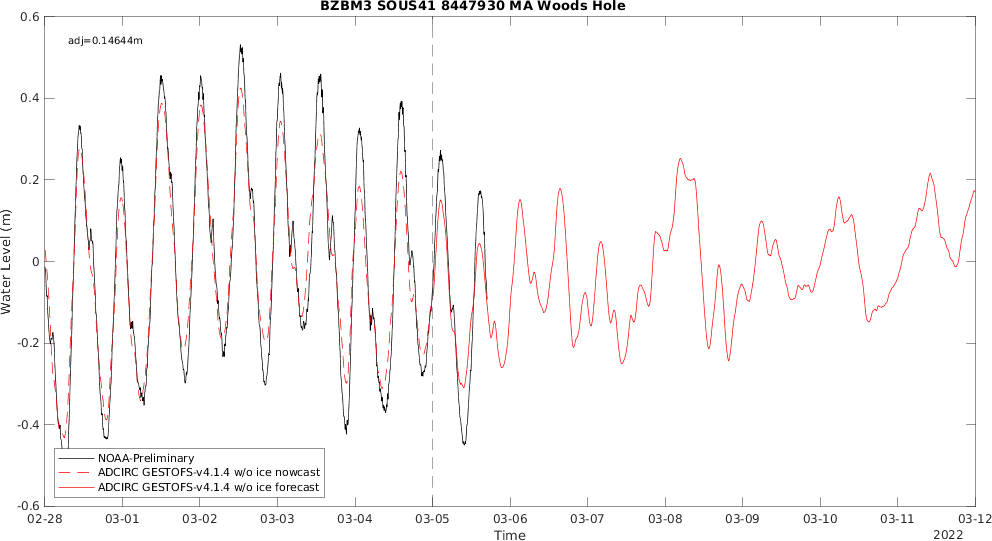 BZBM3 SOUS41 8447930 MA Woods Hole
adj=0.14644m
Water Level (m)
0.6
0.4
0.2
0
-0.2
-0.4
-0.6
NOAA-Preliminary
ADCIRC GESTOFS-v4.1.4 w/o ice nowcast
ADCIRC GESTOFS-v4.1.4 w/o ice forecast
02-28 03-01 03-02 03-03 03-04 03-05 03-06 03-07 03-08 03-09 03-10 03-11 03-12
Time
2022